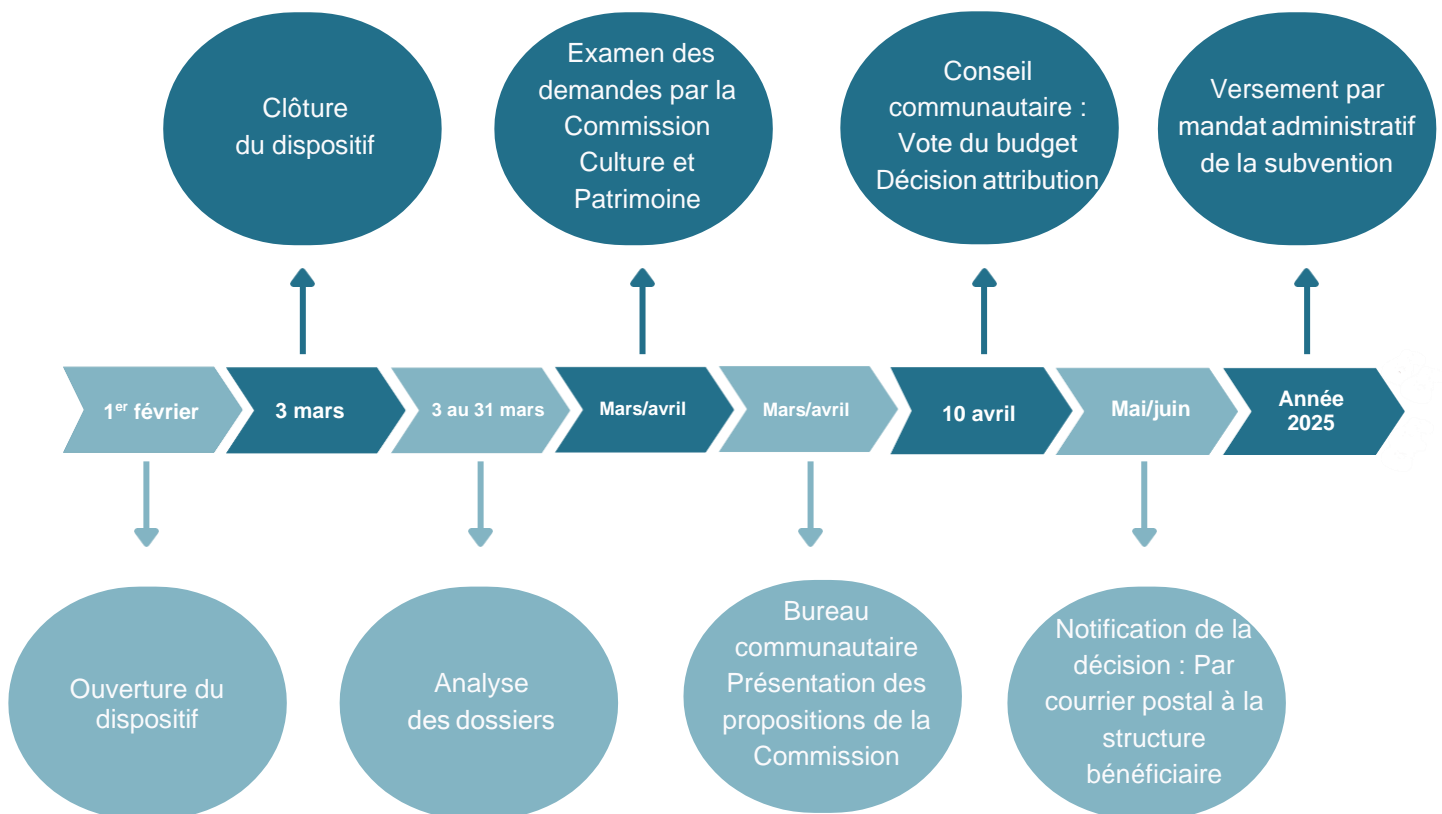 Clôture
du dispositif
Examen des
demandes par la
Commission
Culture et
Patrimoine
Conseil
communautaire :
Vote du budget
Décision attribution
Versement par
mandat administratif
de la subvention
1er février
3 mars
3 au 31 mars
Mars/avril
Mars/avril
10 avril
Mai/juin
Année
2025
Ouverture du
dispositif
Analyse
des dossiers
Bureau
communautaire
Présentation des
propositions de la
Commission
Notification de la
décision : Par
courrier postal à la
structure
bénéficiaire